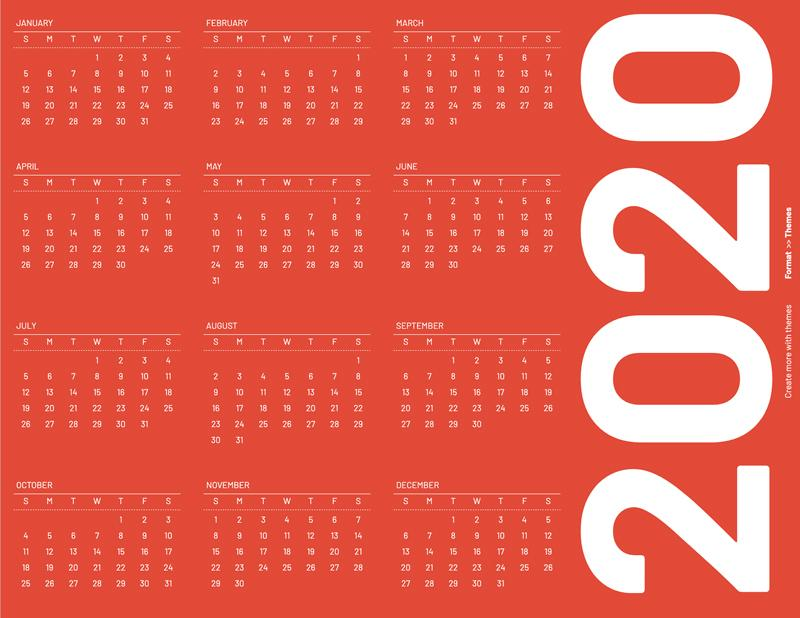 JANUARY
S M T W T F S
1 2 3 4
5 6 7 8 9 10 11
12 13 14 15 16 17 18
19 20 21 22 23 24 25
26 27 28 29 30 31
FEBRUARY
S M T W T F S
1
2 3 4 5 6 7 8
9 10 11 12 13 14 15
16 17 18 19 20 21 22
23 24 25 26 27 28 29
MARCH
S M T W T F S
1 2 3 4 5 6 7
8 9 10 11 12 13 14
15 16 17 18 19 20 21
22 23 24 25 26 27 28
29 30 31
APRIL
S M T W T F S
1 2 3 4
5 6 7 8 9 10 11
12 13 14 15 16 17 18
19 20 21 22 23 24 25
26 27 28 29 30
MAY
S M T W T F S
1 2
3 4 5 6 7 8 9
10 11 12 13 14 15 16
17 18 19 20 21 22 23
24 25 26 27 28 29 30
31
JUNE
S M T W T F S
1 2 3 4 5 6
7 8 9 10 11 12 13
14 15 16 17 18 19 20
21 22 23 24 25 26 27
28 29 30
JULY
S M T W T F S
1 2 3 4
5 6 7 8 9 10 11
12 13 14 15 16 17 18
19 20 21 22 23 24 25
26 27 28 29 30 31
AUGUST
S M T W T F S
1
2 3 4 5 6 7 8
9 10 11 12 13 14 15
16 17 18 19 20 21 22
23 24 25 26 27 28 29
30 31
SEPTEMBER
S M T W T F S
1 2 3 4 5
6 7 8 9 10 11 12
13 14 15 16 17 18 19
20 21 22 23 24 25 26
27 28 29 30
OCTOBER
S M T W T F S
1 2 3
4 5 6 7 8 9 10
11 12 13 14 15 16 17
18 19 20 21 22 23 24
25 26 27 28 29 30 31
NOVEMBER
S M T W T F S
1 2 3 4 5 6 7
8 9 10 11 12 13 14
15 16 17 18 19 20 21
22 23 24 25 26 27 28
29 30
DECEMBER
S M T W T F S
1 2 3 4 5
6 7 8 9 10 11 12
13 14 15 16 17 18 19
20 21 22 23 24 25 26
27 28 29 30 31
2020
Create more with themes Format >> Themes